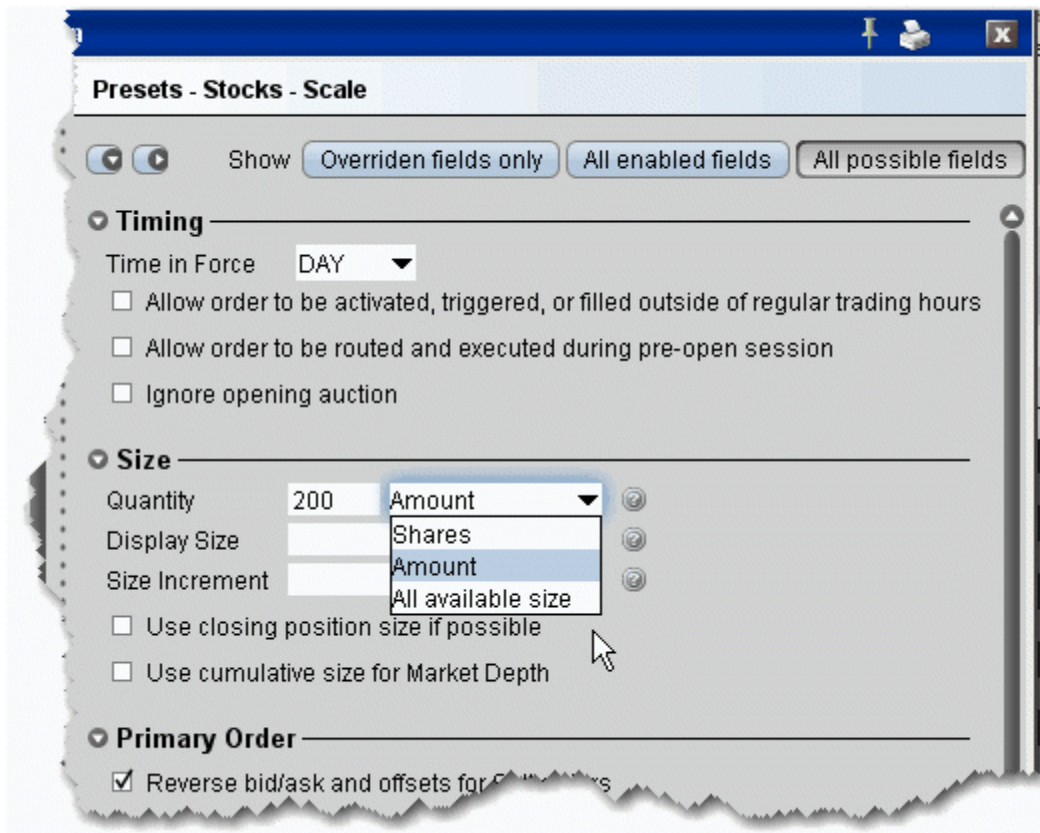 Presets - Stocks - Scale
Show Overriden fields only All enabled fields All possible fields
Timing
Time in Force DAY
Allow order to be activated, triggered, or filled outside of regular trading hours
Allow order to be routed and executed during pre-open session
Ignore opening auction
Size
Quantity 200 Amount
Display Size Shares
Amount
Size Increment All available size
Use closing position size if possible
Use cumulative size for Market Depth
Primary Order
Reverse bid/ask and offsets for